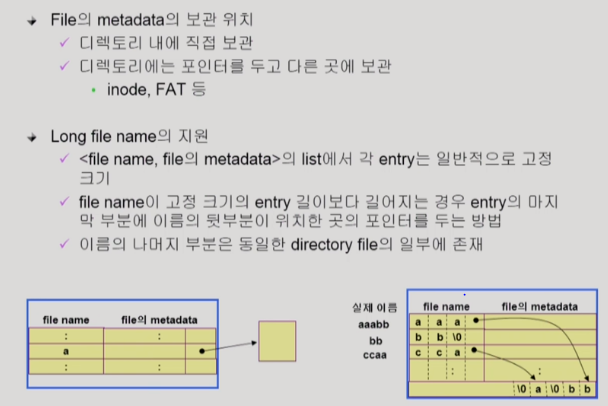 File의 metadata의 보관 위치
디렉토리 내에 직접 보관
디렉토리에는 포인터를 두고 다른 곳에 보관
inode, FAT 등
Long file name의 지원
<file name, file의 metadata>의 list에서 각 entry는 일반적으로 고정
크기
file name이 고정 크기의 entry 길이보다 길어지는 경우 entry의 마지
막 부분에 이름의 뒷부분이 위치한 곳의 포인터를 두는 방법
이름의 나머지 부분은 동일한 directory file의 일부에 존재
file name file의 metadata
: :
a
: :
실제 이름 file name file의 metadata
aaabb a a a
bb b b \0
ccaa c c a
: :
\0 a \0 b b